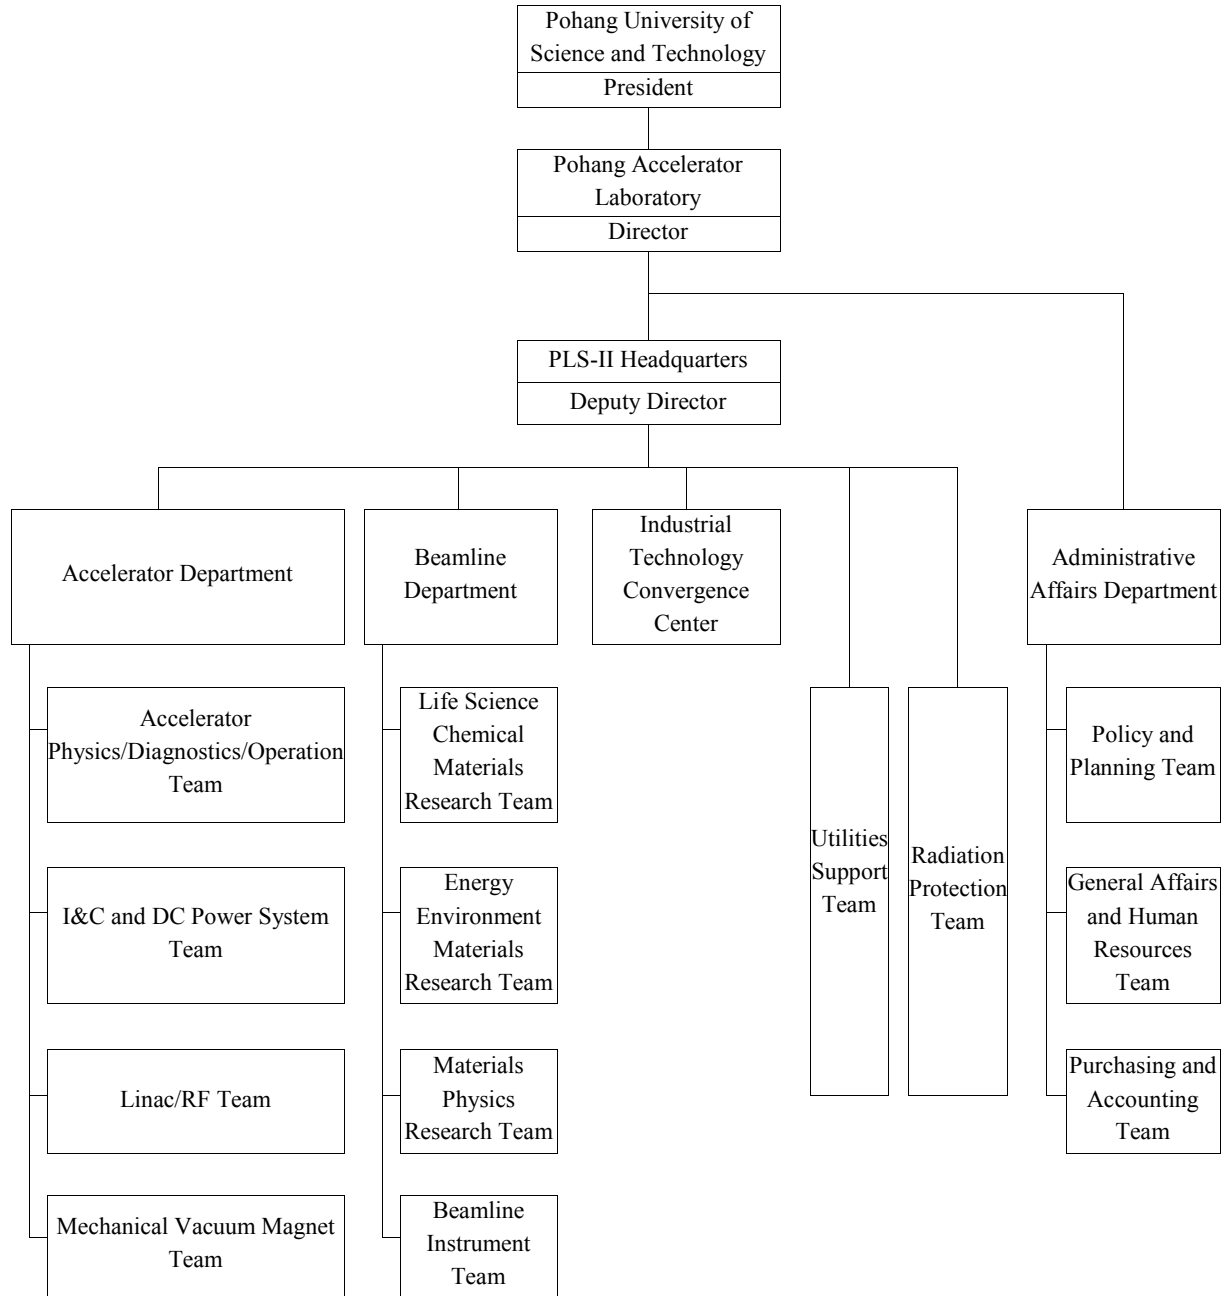 Pohang University of
Science and Technology
President
Pohang Accelerator
Laboratory
Director
PLS-II Headquarters
Deputy Director
Accelerator Department
Beamline
Department
Industrial
Technology
Convergence
Center
Administrative
Affairs Department
Accelerator
Physics/Diagnostics/Operation
Team
I&C and DC Power System
Team
Linac/RF Team
Mechanical Vacuum Magnet
Team
Life Science
Chemical
Materials
Research Team
Energy
Environment
Materials
Research Team
Materials
Physics
Research Team
Beamline
Instrument
Team
Utilities
Support
Team
Radiation
Protection
Team
Policy and
Planning Team
General Affairs
and Human
Resources
Team
Purchasing and
Accounting
Team